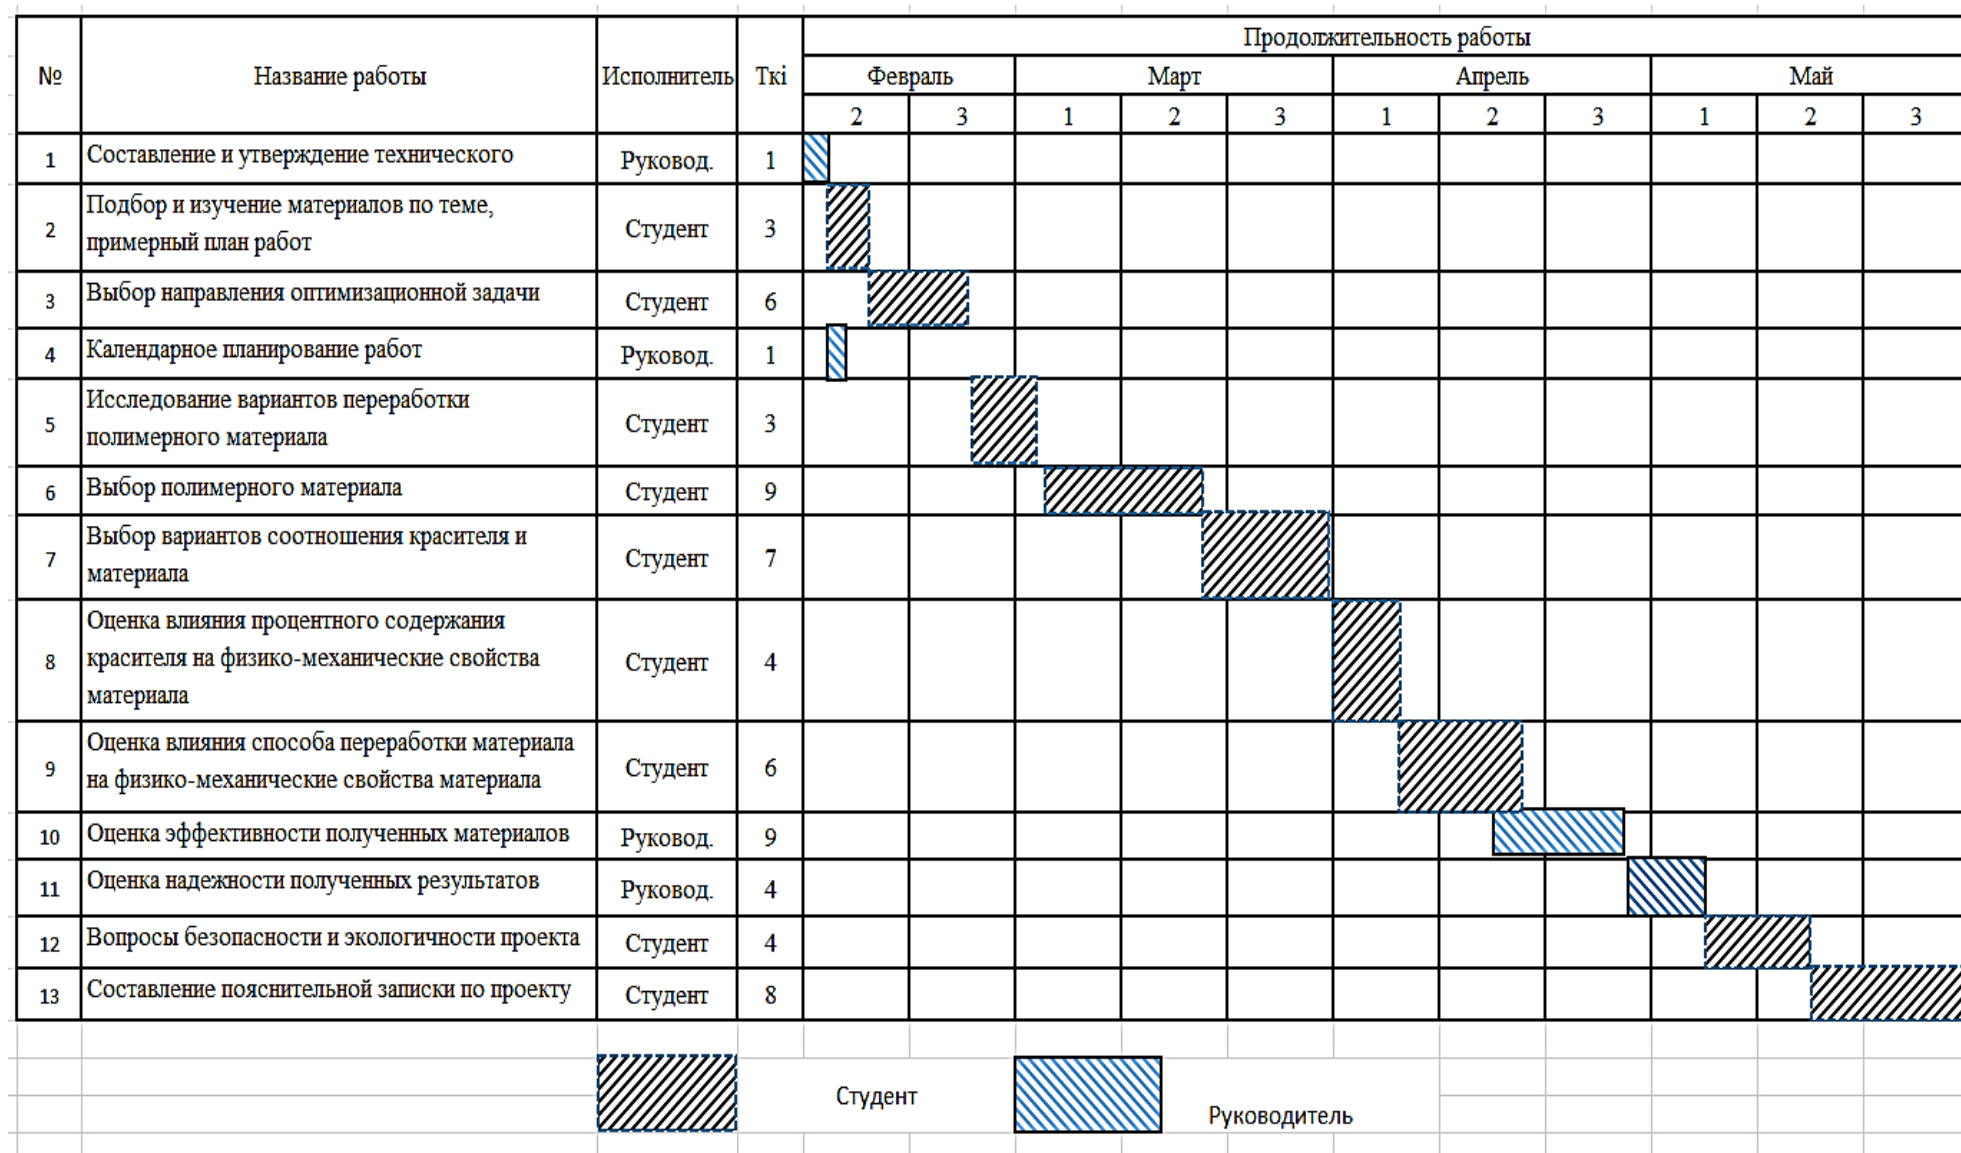 Продолжительность работы
№ Название работы Исполнитель Ткі Февраль Март Апрель Май
2 3 1 2 3 1 2 3 1 2 3
1 Составление и утверждение технического Руковод. 1
2 Подбор и изучение материалов по теме,
примерный план работ Студент 3
3 Выбор направления оптимизационной задачи Студент 6
4 Календарное планирование работ Руковод. 1
5 Исследование вариантов переработки
полимерного материала Студент 3
6 Выбор полимерного материала Студент 9
7 Выбор вариантов соотношения красителя и
материала Студент 7
8 Оценка влияния процентного содержания
красителя на физико-механические свойства
материала Студент 4
9 Оценка влияния способа переработки материала
на физико-механические свойства материала Студент 6
10 Оценка эффективности полученных материалов Руковод. 9
11 Оценка надежности полученных результатов Руковод. 4
12 Вопросы безопасности и экологичности проекта Студент 4
13 Составление пояснительной записки по проекту Студент 8
Студент
Руководитель